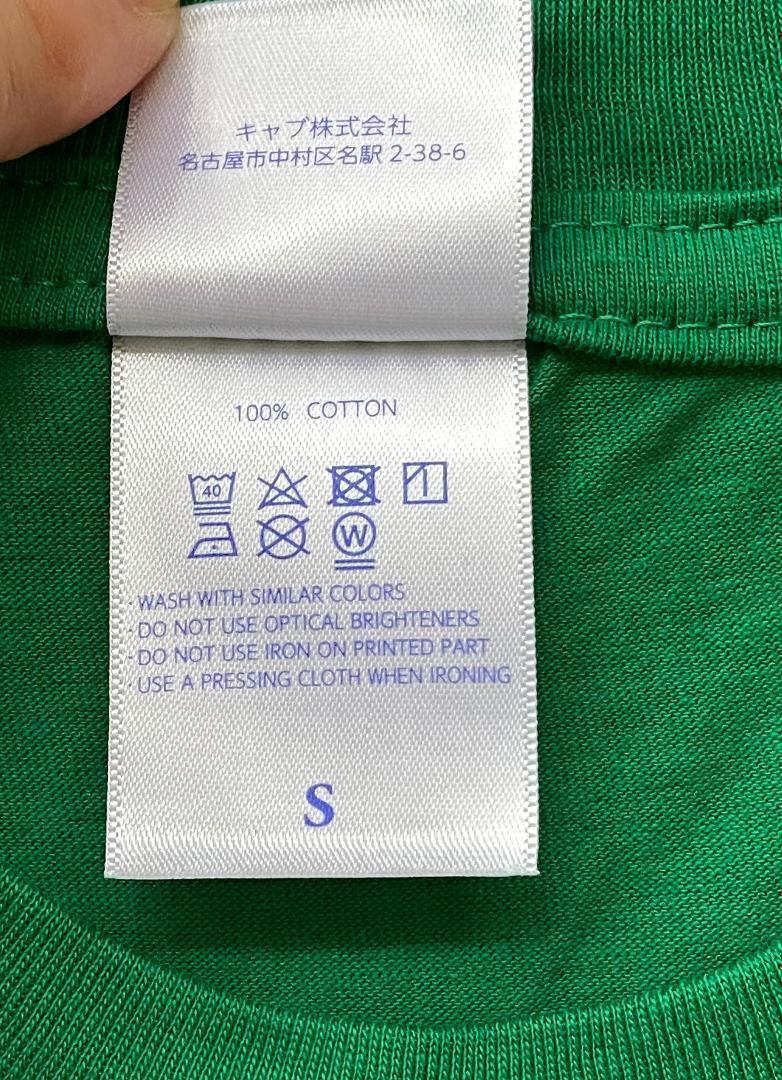 キャブ株式会社
名古屋市中村区名駅 2-38-6
100% COTTON
40
W
·WASH WITH SIMILAR COLORS
·DO NOT USE OPTICAL BRIGHTENERS
·DO NOT USE IRON ON PRINTED PART
·USE A PRESSING CLOTH WHEN IRONING
S